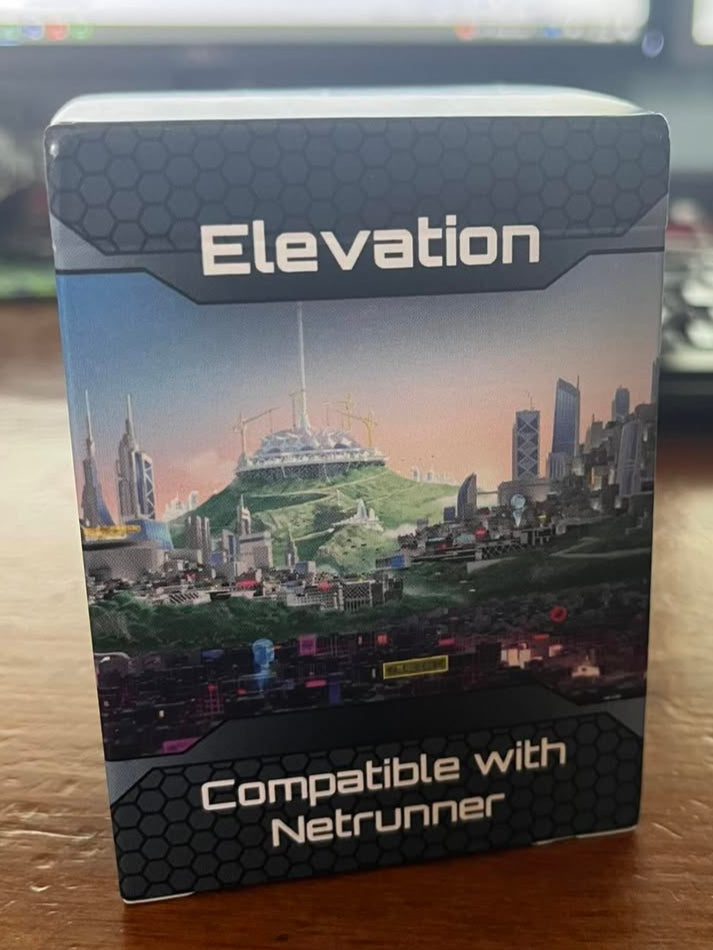 Elevation
Compatible with
Netrunner